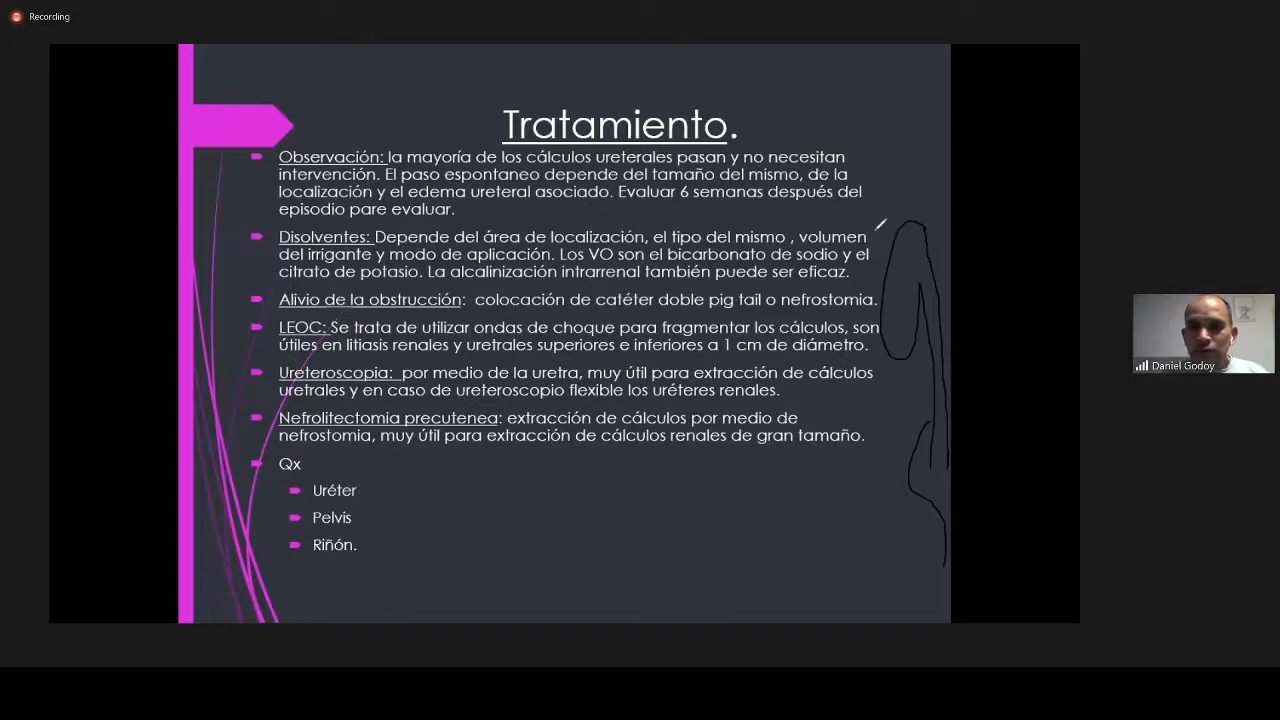 Recording
Tratamiento.
Observación: la mayoría de los cálculos ureterales pasan y no necesitan
intervención. El paso espontaneo depende del tamaño del mismo, de la
localización y el edema ureteral asociado. Evaluar 6 semanas después del
episodio pare evaluar.
Disolventes: Depende del área de localización, el tipo del mismo , volumen
del irrigante y modo de aplicación. Los VO son el bicarbonato de sodio y el
citrato de potasio. La alcalinización intrarrenal también puede ser eficaz.
Alivio de la obstrucción: colocación de catéter doble pig tail o nefrostomia.
LEOC: Se trata de utilizar ondas de choque para fragmentar los cálculos, son
útiles en litiasis renales y uretrales superiores e inferiores a 1 cm de diámetro.
Ureteroscopia: por medio de la uretra, muy útil para extracción de cálculos
uretrales y en caso de ureteroscopio flexible los uréteres renales.
Nefrolitectomia precutenea: extracción de cálculos por medio de
nefrostomia, muy útil para extracción de cálculos renales de gran tamaño.
Qx
Uréter
Pelvis
Riñón.
Daniel Godoy